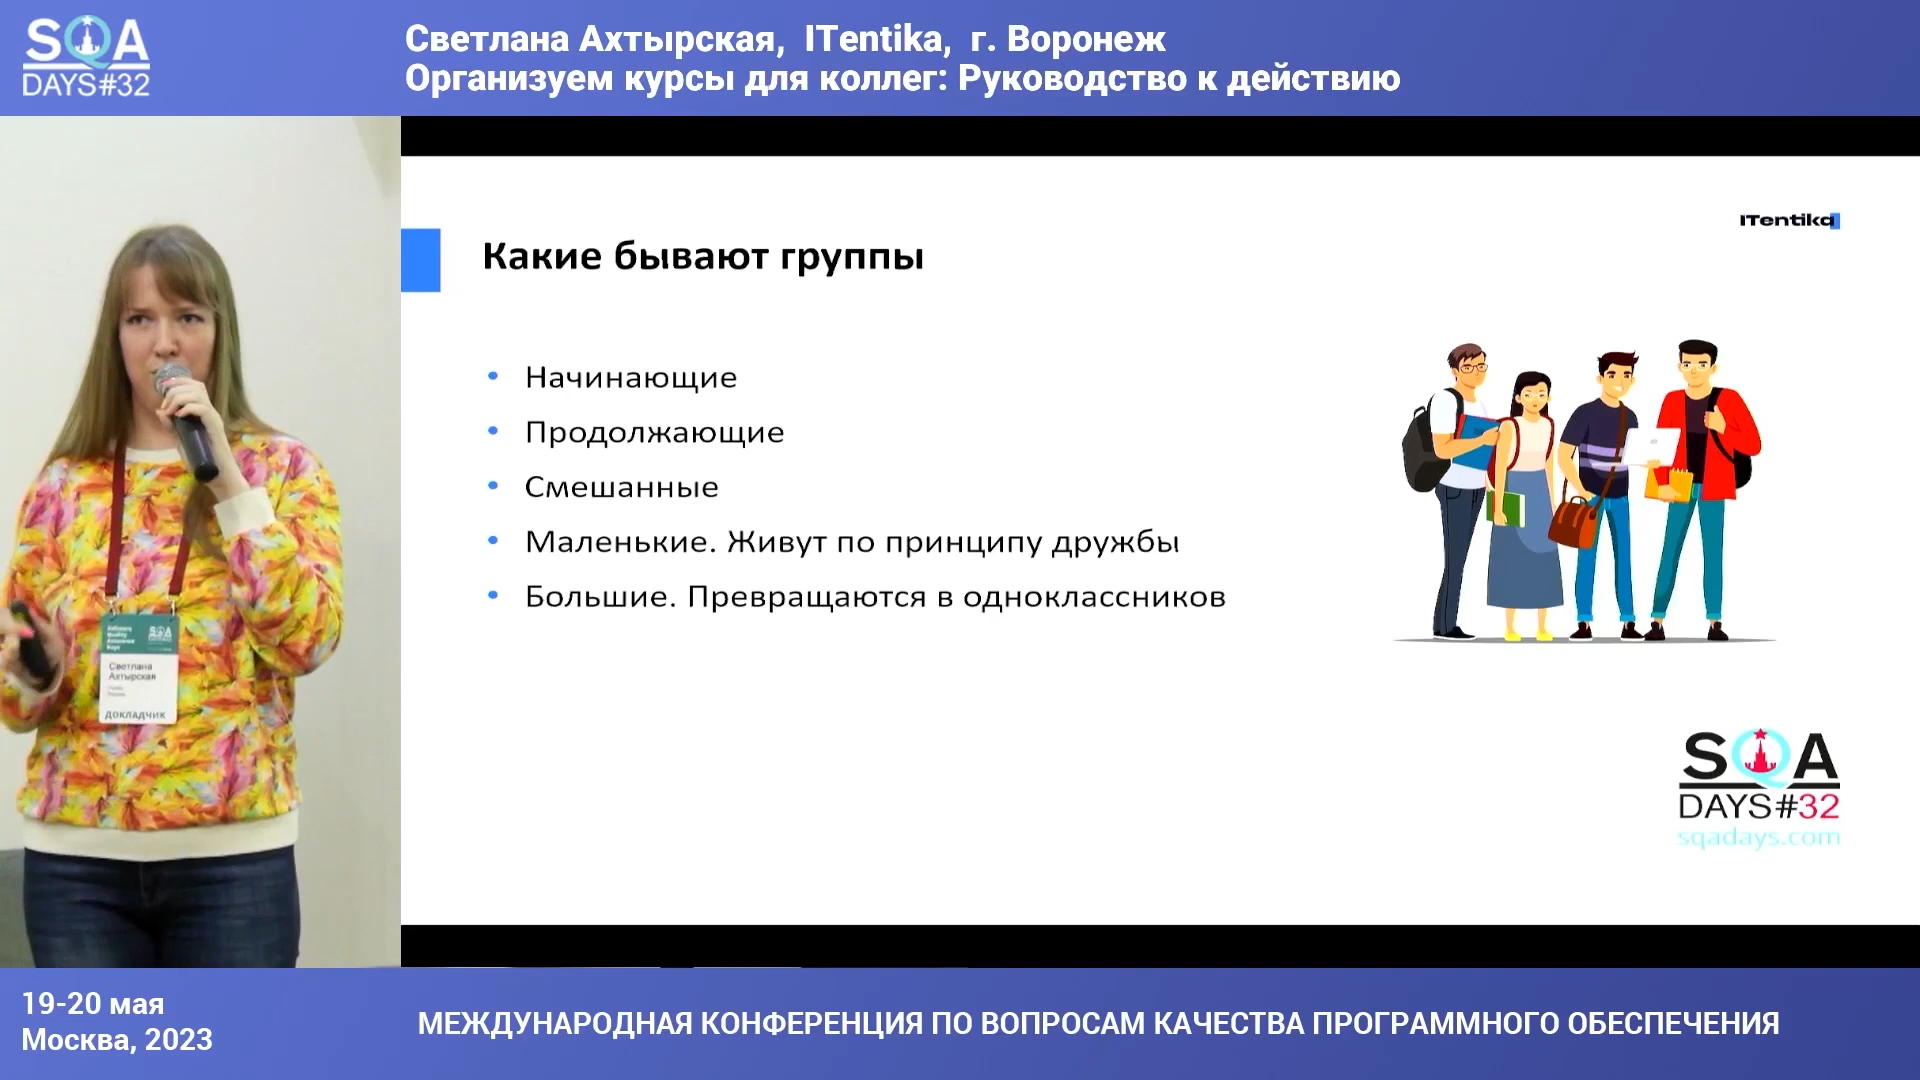 SQA
DAYS#32
Светлана Ахтырская, ITentika, г. Воронеж
Организуем курсы для коллег: Руководство к действию
ITentika
Какие бывают группы
• Начинающие
• Продолжающие
• Смешанные
• Маленькие. Живут по принципу дружбы
• Большие. Превращаются в одноклассников
SQA
Светлана
Ахтырская
ДОКЛАДЧИК
SQA
DAYS#32
sqadays.com
19-20 мая
Москва, 2023
МЕЖДУНАРОДНАЯ КОНФЕРЕНЦИЯ ПО ВОПРОСАМ КАЧЕСТВА ПРОГРАММНОГО ОБЕСПЕЧЕНИЯ